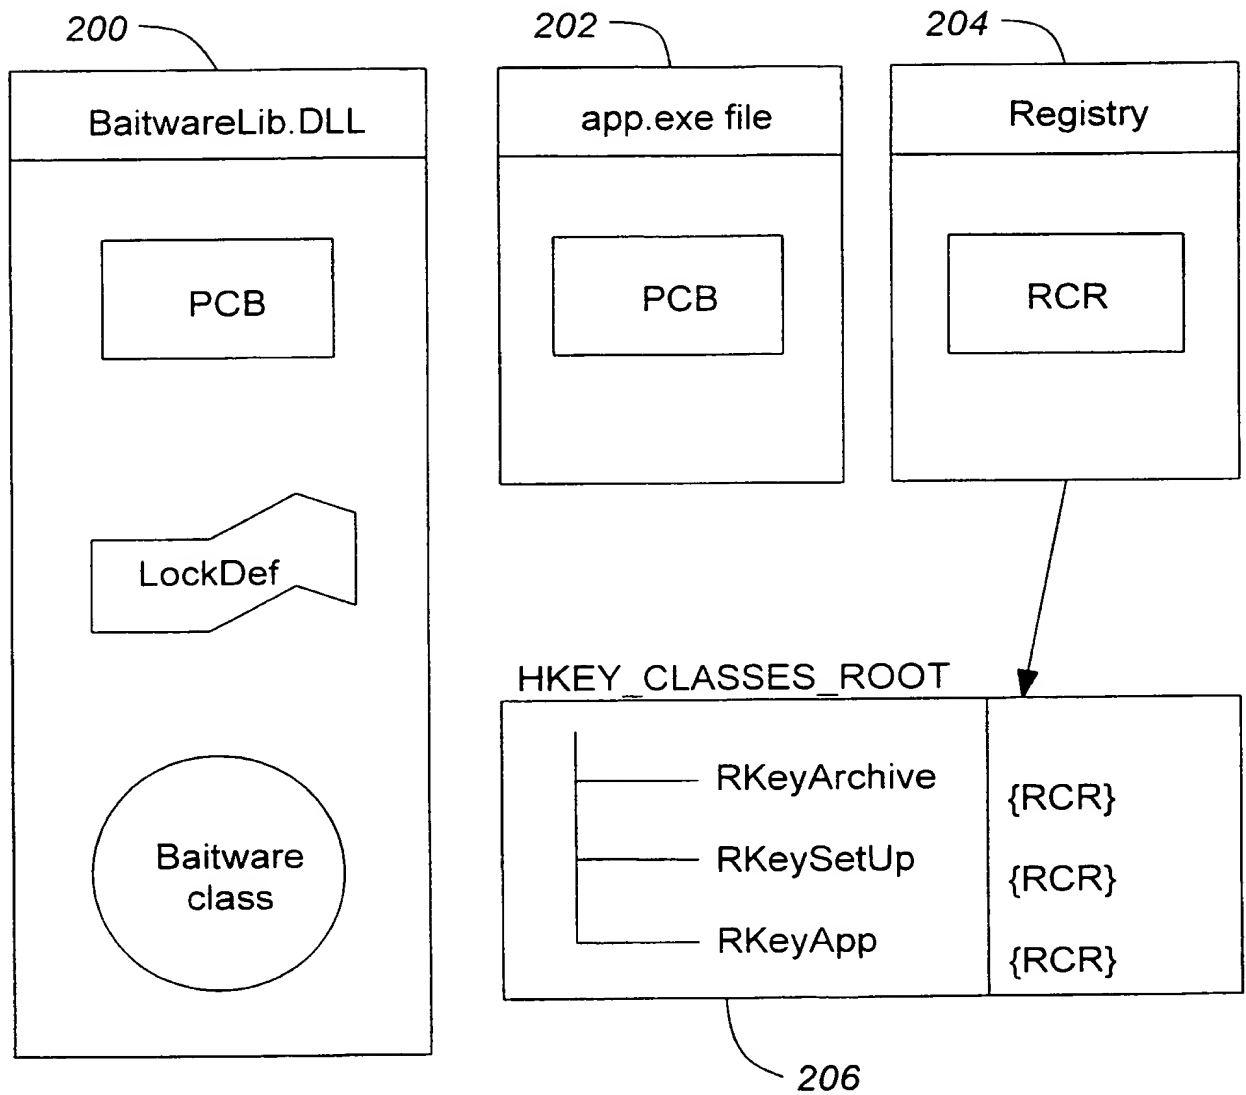 200
202
204
BaitwareLib.DLL
app.exe file
Registry
PCB
PCB
RCR
LockDef
HKEY_CLASSES_ROOT
RKeyArchive
{RCR}
RKeySetUp
{RCR}
RKeyApp
{RCR}
Baitware
class
206